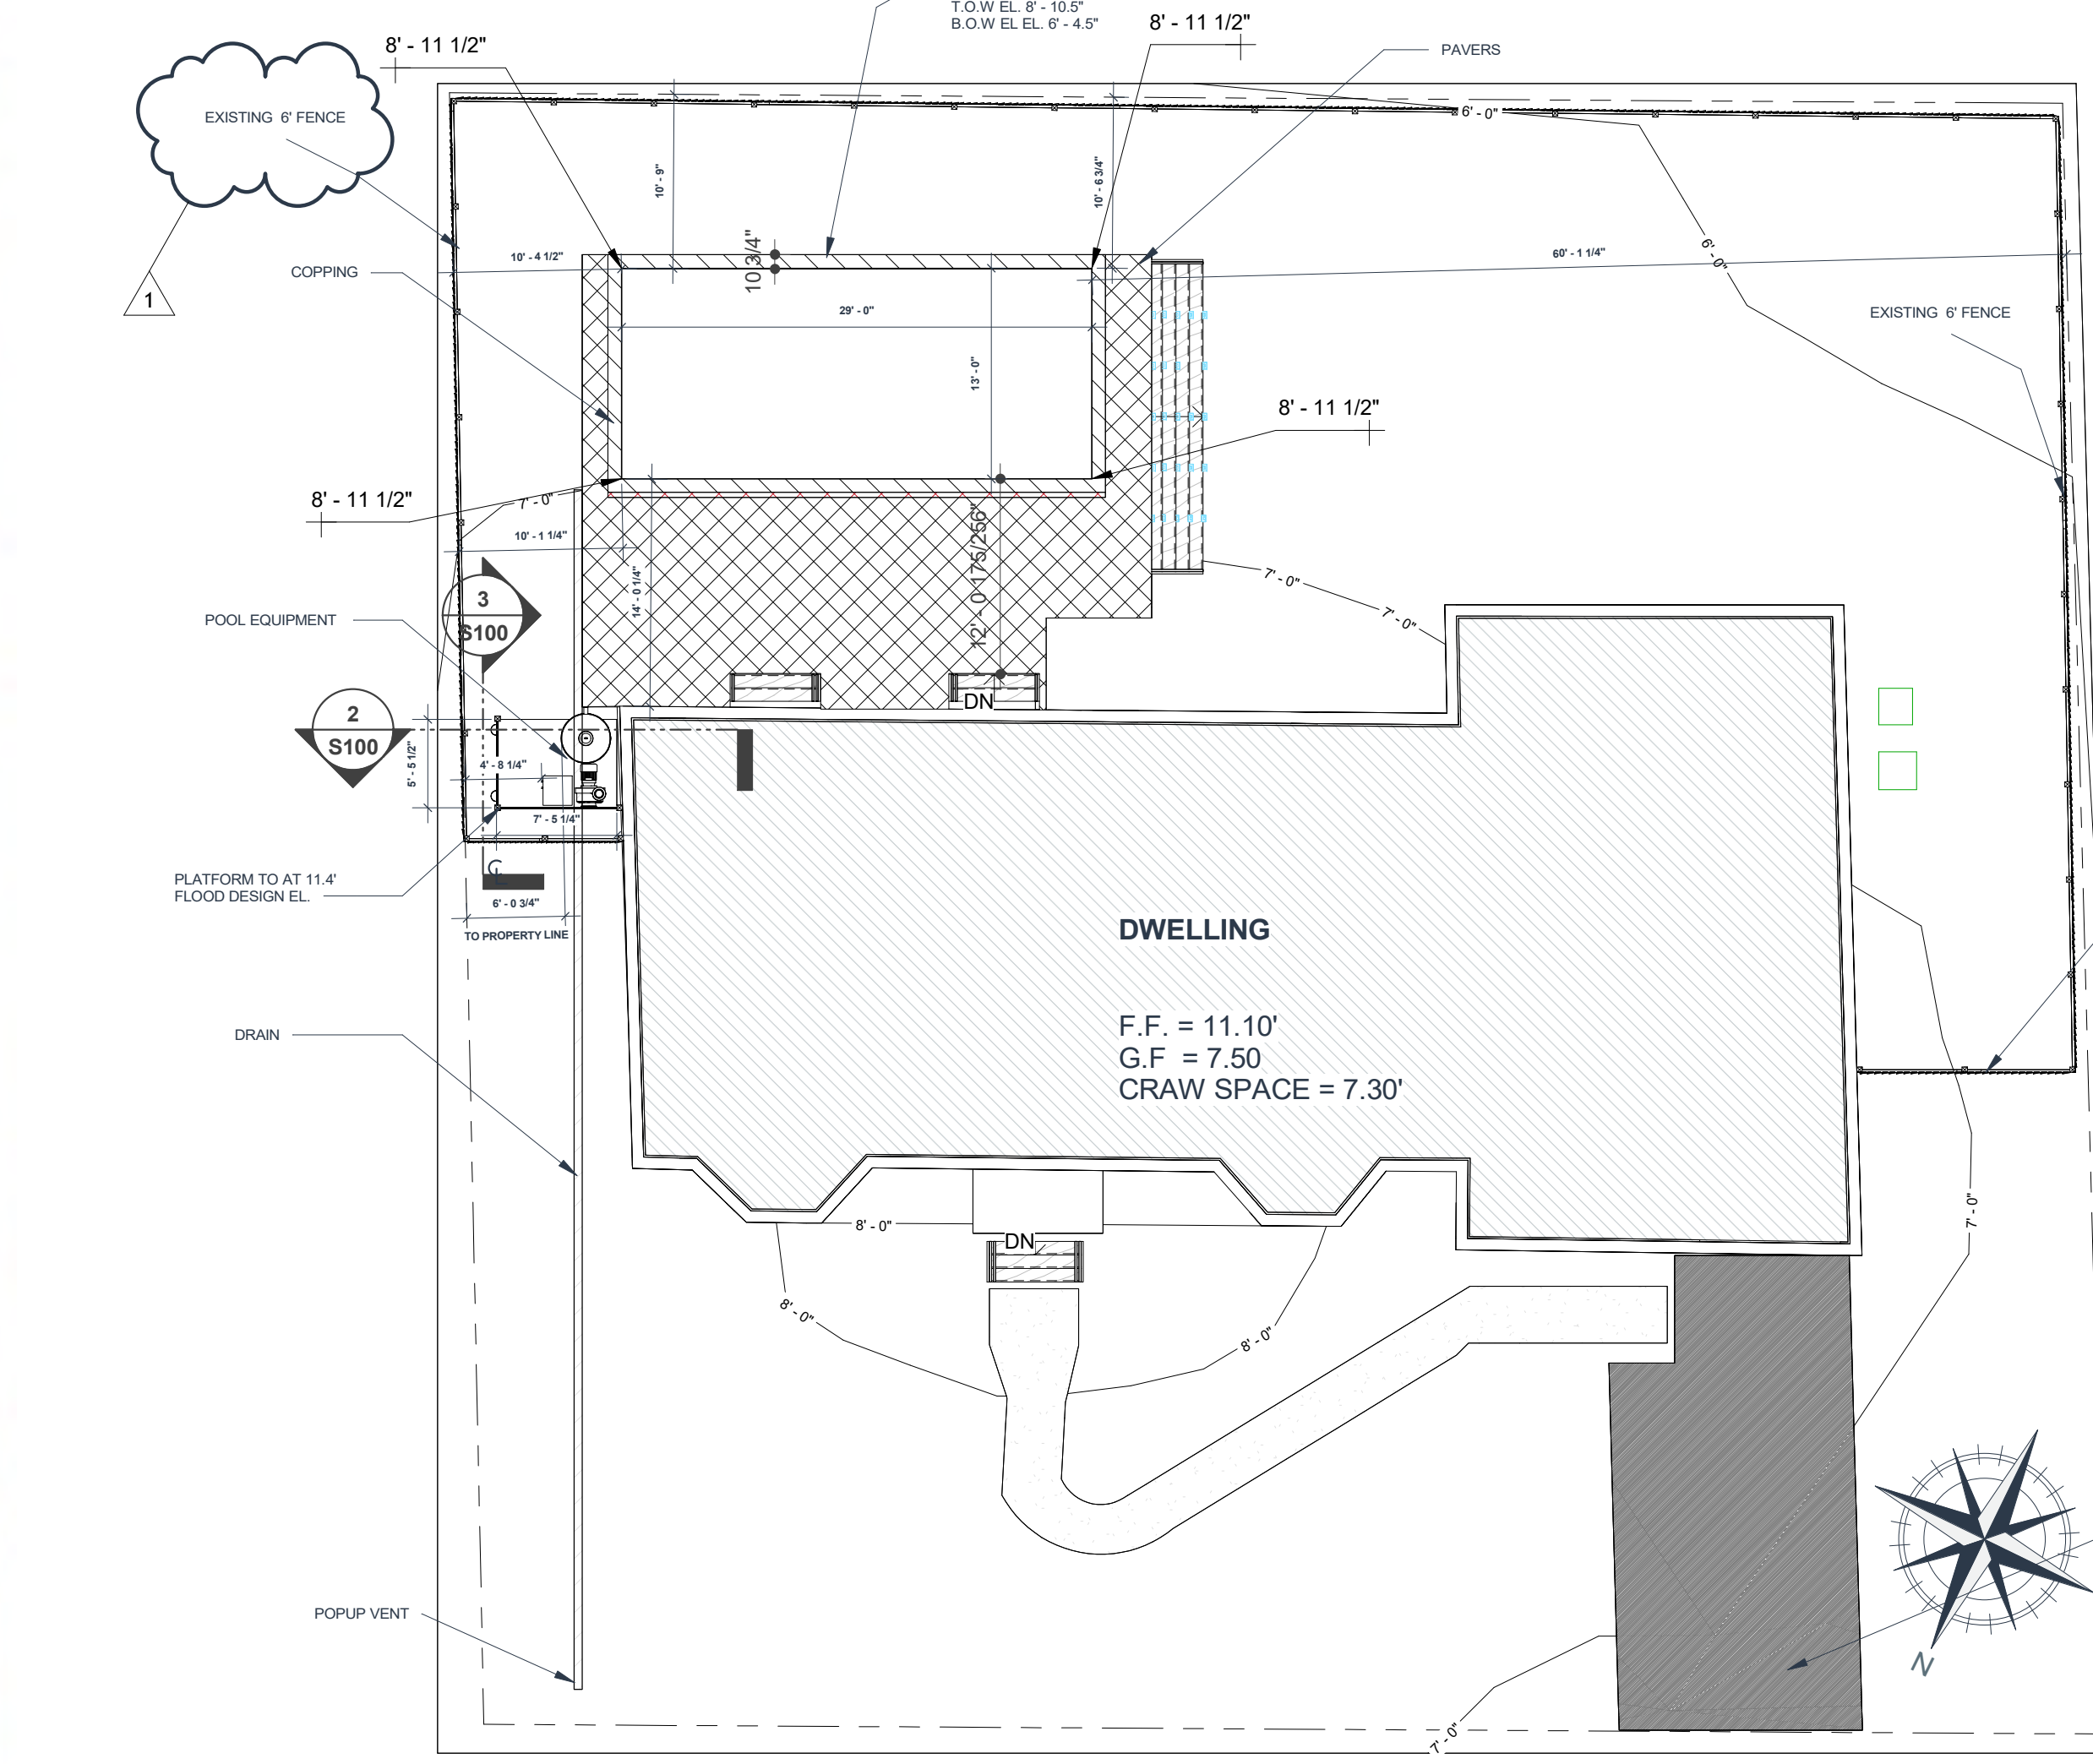 T.O.W EL. 8' - 10.5"
B.O.W EL EL. 6' - 4.5"
8' - 11 1/2"
8' - 11 1/2"
PAVERS
EXISTING 6' FENCE
6' - 0"
10' - 9"
10' - 6 3/4"
6' - 0"
60' - 1 1/4"
10' - 4 1/2"
10 3/4"
COPPING
1
29' - 0"
EXISTING 6' FENCE
13' - 0"
8' - 11 1/2"
8' - 11 1/2"
7' - 0"
10' - 1 1/4"
12' - 0 175/256"
14' - 0 1/4"
7' - 0"
7' - 0"
3
S100
POOL EQUIPMENT
DN
2
S100
5' - 5 1/2"
4' - 8 1/4"
7' - 5 1/4"
CL
PLATFORM TO AT 11.4'
FLOOD DESIGN EL.
6' - 0 3/4"
TO PROPERTY LINE
DWELLING
F.F. = 11.10'
G.F = 7.50
CRAW SPACE = 7.30'
DRAIN
7' - 0"
8' - 0"
DN
8' - 0"
8' - 0"
POPUP VENT
N
7' - 0"